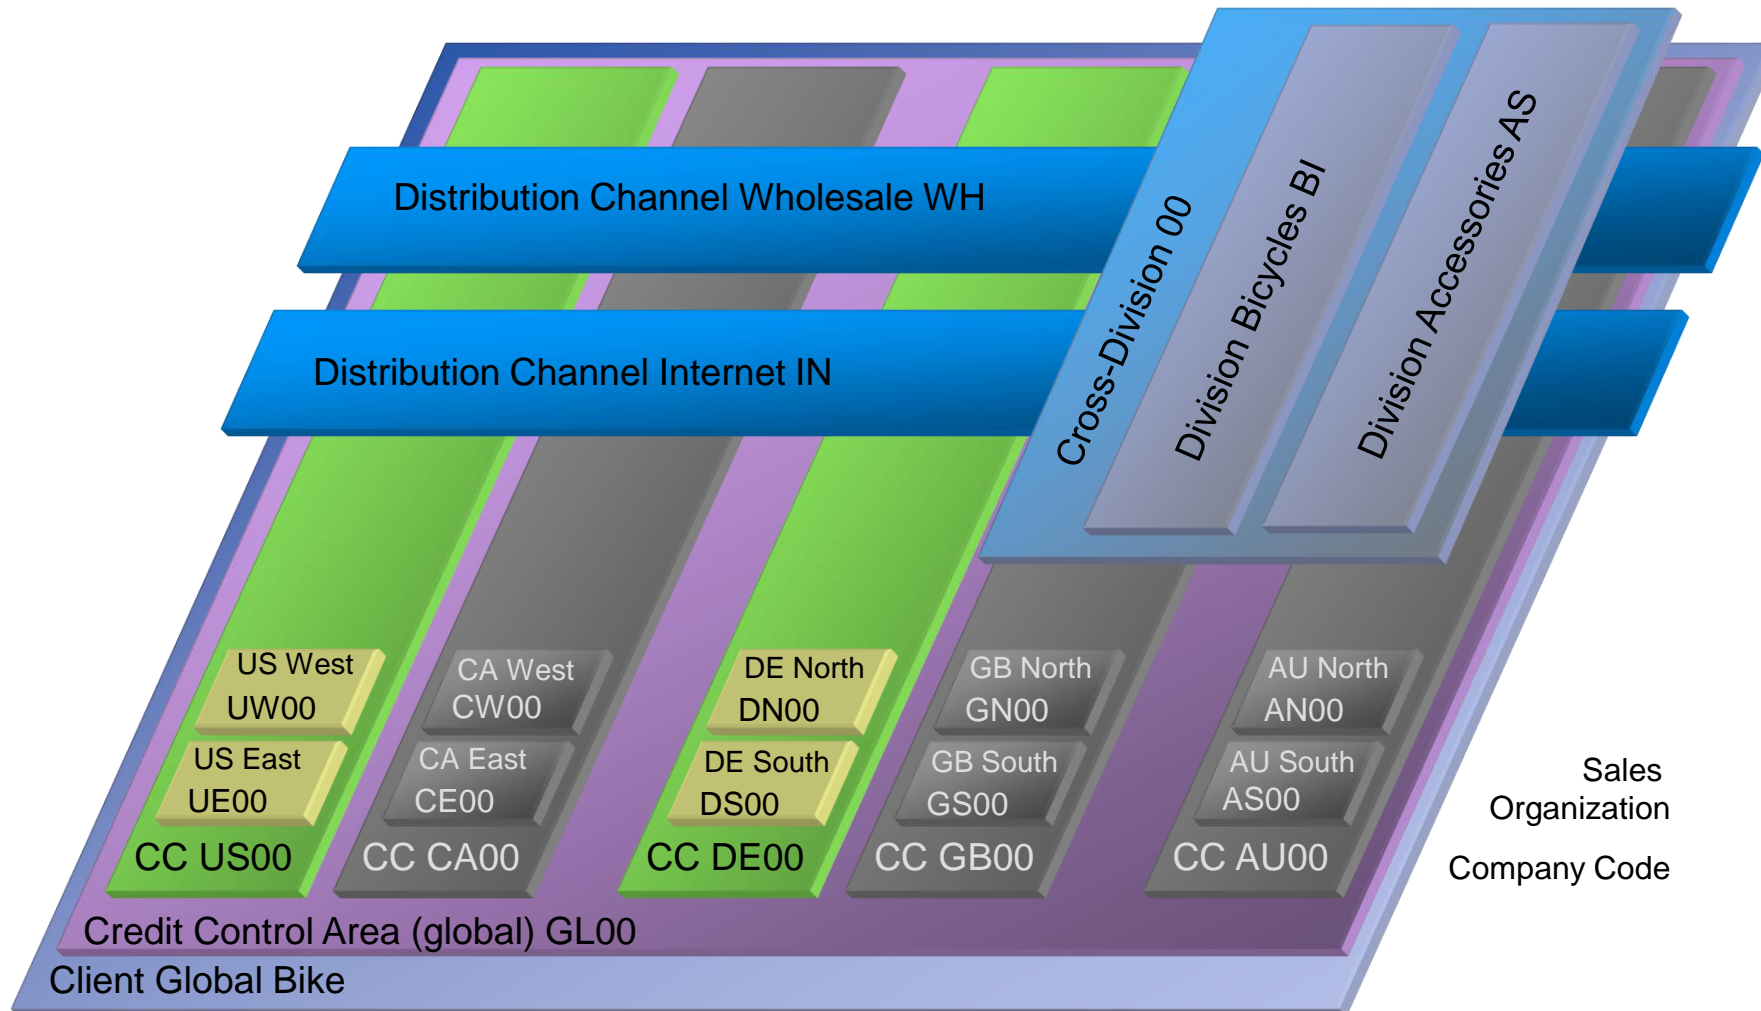 Distribution Channel Wholesale WH
Distribution Channel Internet IN
Cross-Division 00
Division Bicycles BI
Division Accessories AS
US West
UW00
US East
UE00
CC US00
CA West
CW00
CA East
CE00
CC CA00
DE North
DN00
DE South
DS00
CC DE00
GB North
GN00
GB South
GS00
CC GB00
AU North
AN00
AU South
AS00
CC AU00
Sales
Organization
Company Code
Credit Control Area (global) GL00
Client Global Bike